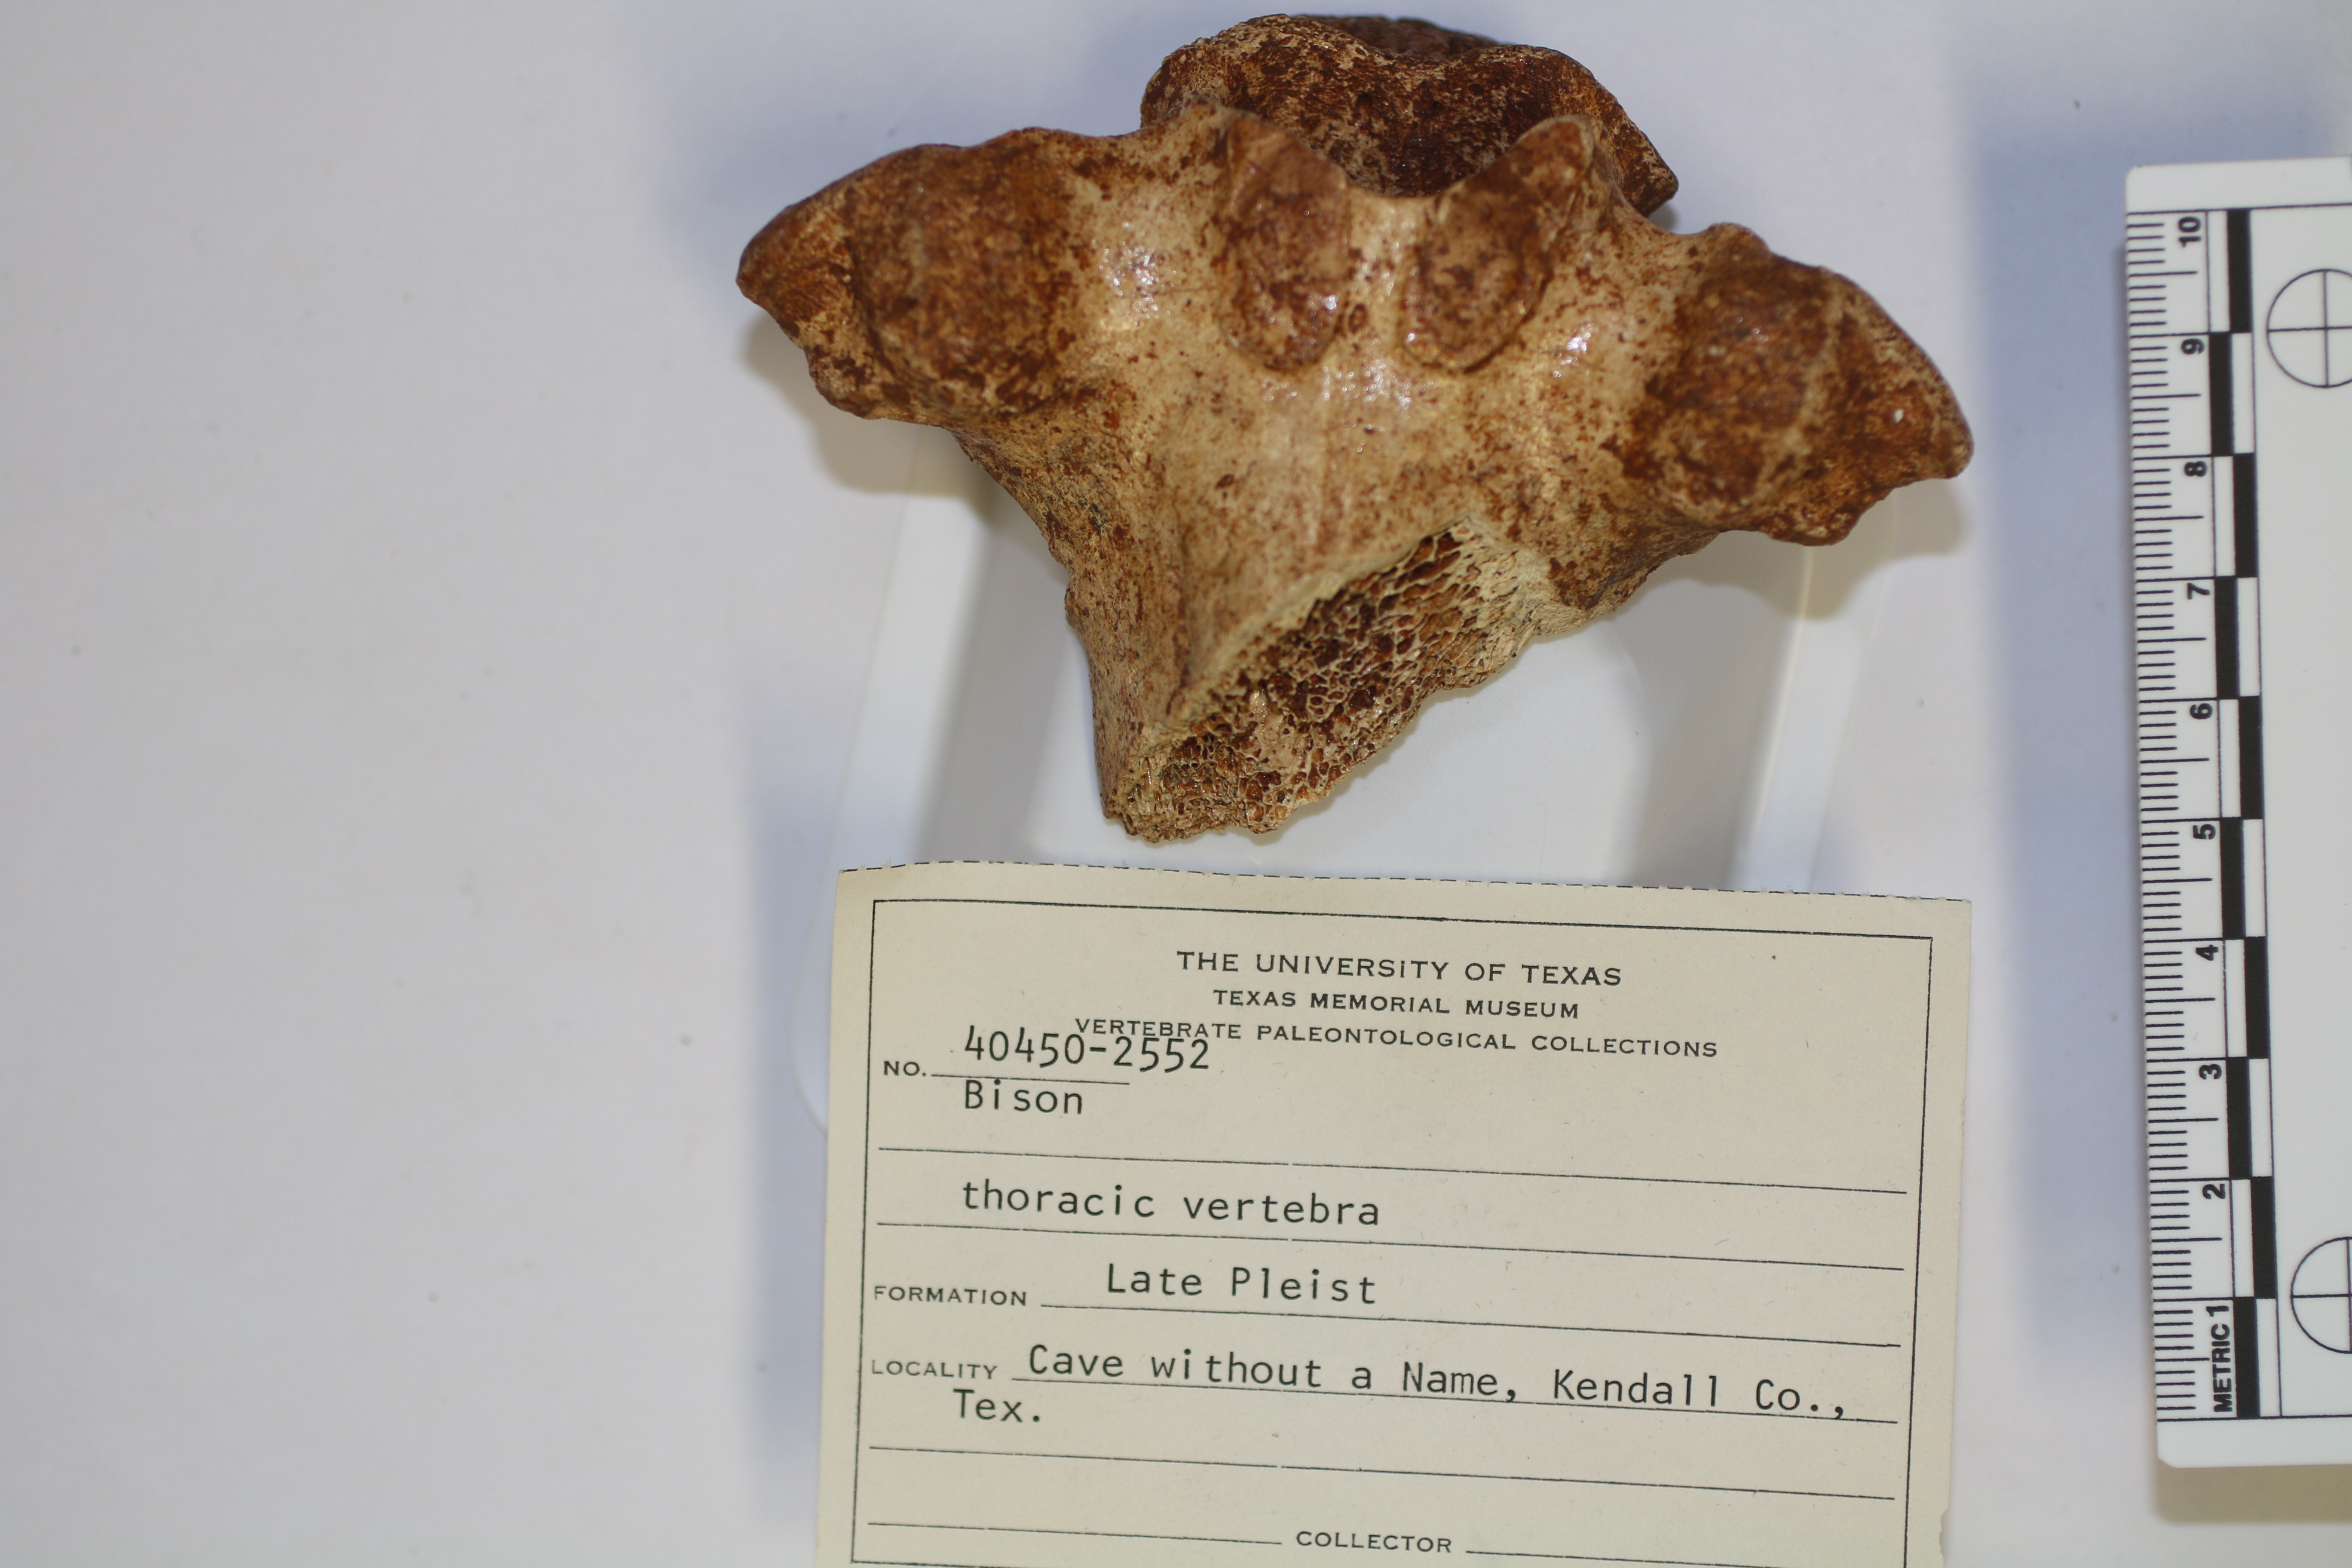 THE UNIVERSITY OF TEXAS
TEXAS MEMORIAL MUSEUM
VERTEBRATE PALEONTOLOGICAL COLLECTIONS
NO. 40450-2552
Bison
thoracic vertebra
FORMATION Late Pleist
LOCALITY Cave without a Name, Kendall Co.,
Tex.
COLLECTOR
METRIC 1 2 3 4 5 6 7 8 9 10